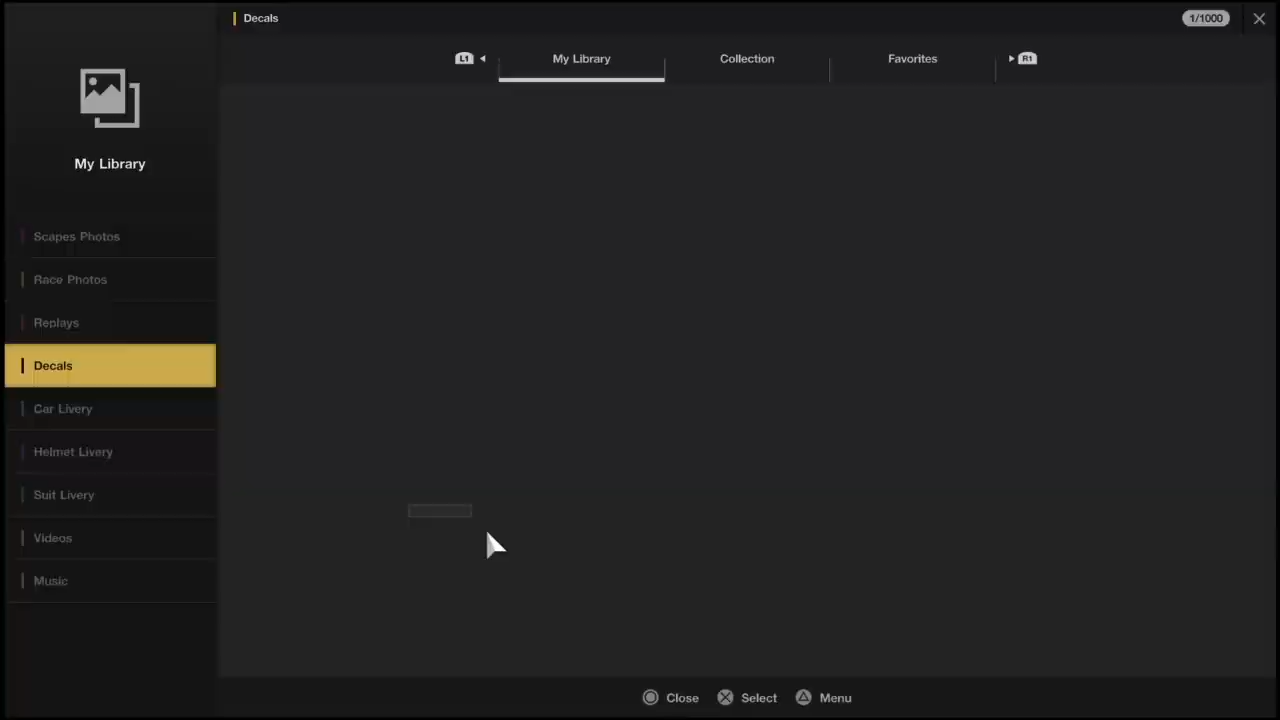 Decals
1/1000
L1
My Library
Collection
Favorites
R1
My Library
Scapes Photos
Race Photos
Replays
Decals
Car Livery
Helmet Livery
Suit Livery
Videos
Music
Close
Select
Menu